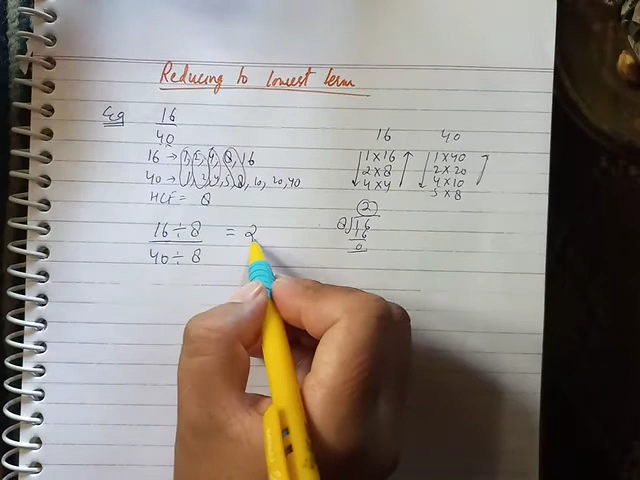 Reducing to lowest term
Eg 16
40
16 → 1, 2, 4, 8, 16
40 → 1, 2, 4, 5, 8, 10, 20, 40
HCF = 8
16 ÷ 8 = 2
40 ÷ 8
16 40
1 x 16 1 x 40
2 x 8 2 x 20
4 x 4 4 x 10
5 x 8
2
8 16
16
0